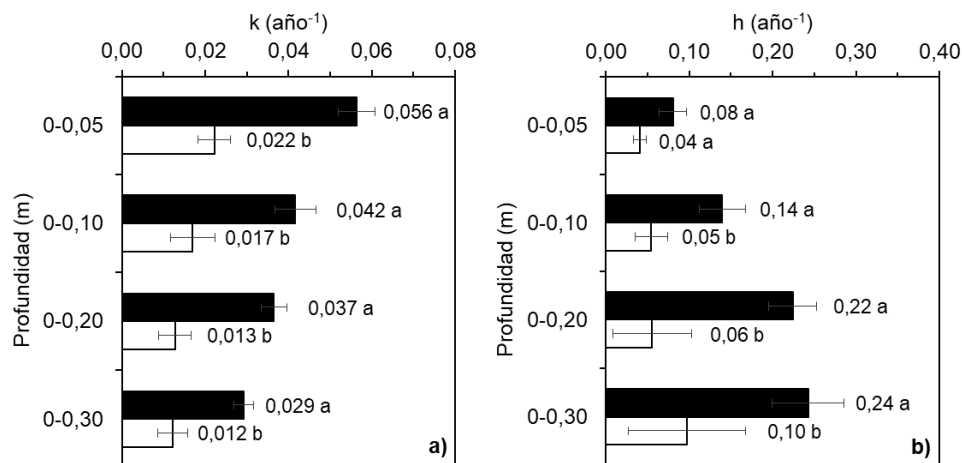 k (año⁻¹)
0,00 0,02 0,04 0,06 0,08
Profundidad (m)
0-0,05
0,056 a
0,022 b
0-0,10
0,042 a
0,017 b
0-0,20
0,037 a
0,013 b
0-0,30
0,029 a
0,012 b
a)
h (año⁻¹)
0,00 0,10 0,20 0,30 0,40
Profundidad (m)
0-0,05
0,08 a
0,04 a
0-0,10
0,14 a
0,05 b
0-0,20
0,22 a
0,06 b
0-0,30
0,24 a
0,10 b
b)